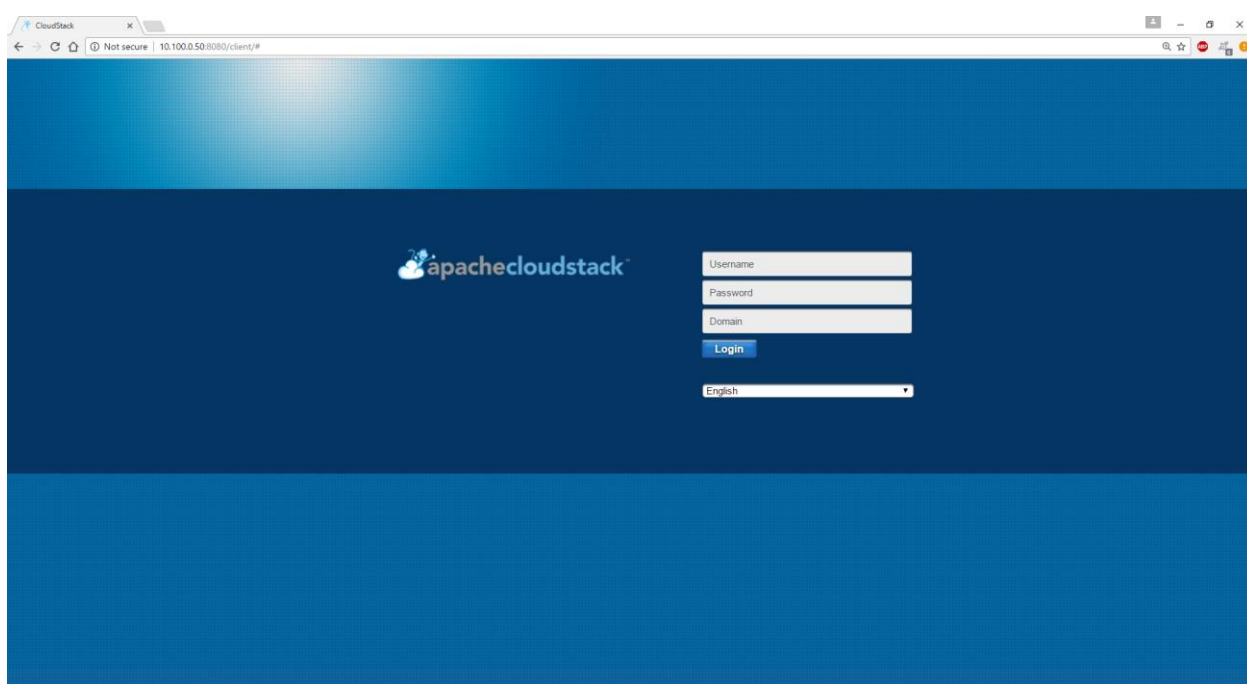 CloudStack
Not secure | 10.100.0.50:8080/client/#
apachecloudstack
Username
Password
Domain
Login
English